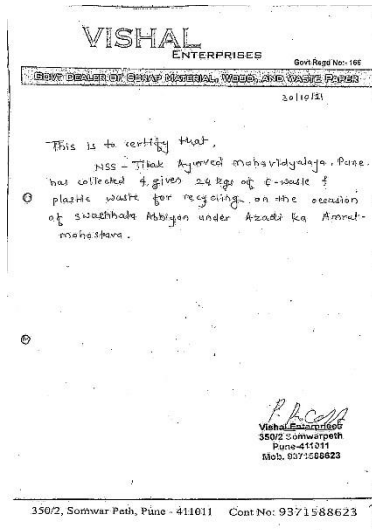 VISHAL
ENTERPRISES
Govt Regd No:- 166
GOVT DEALER OF SCRAP MATERIAL, WOOD, AND WASTE PAPER
30/10/21
This is to certify that,
NSS - Tilak Ayurved mahavidyalaya, Pune.
has collected & given 24 kgs of E-waste &
plastic waste for recycling on the occasion
of swachhata Abhiyan under Azadi ka Amrat-
mahostava.
Vishal Enterprises
350/2 Somwarpeth
Pune-411011
Mob. 9371588623
350/2, Somwar Peth, Pune - 411011 Cont No: 9371588623